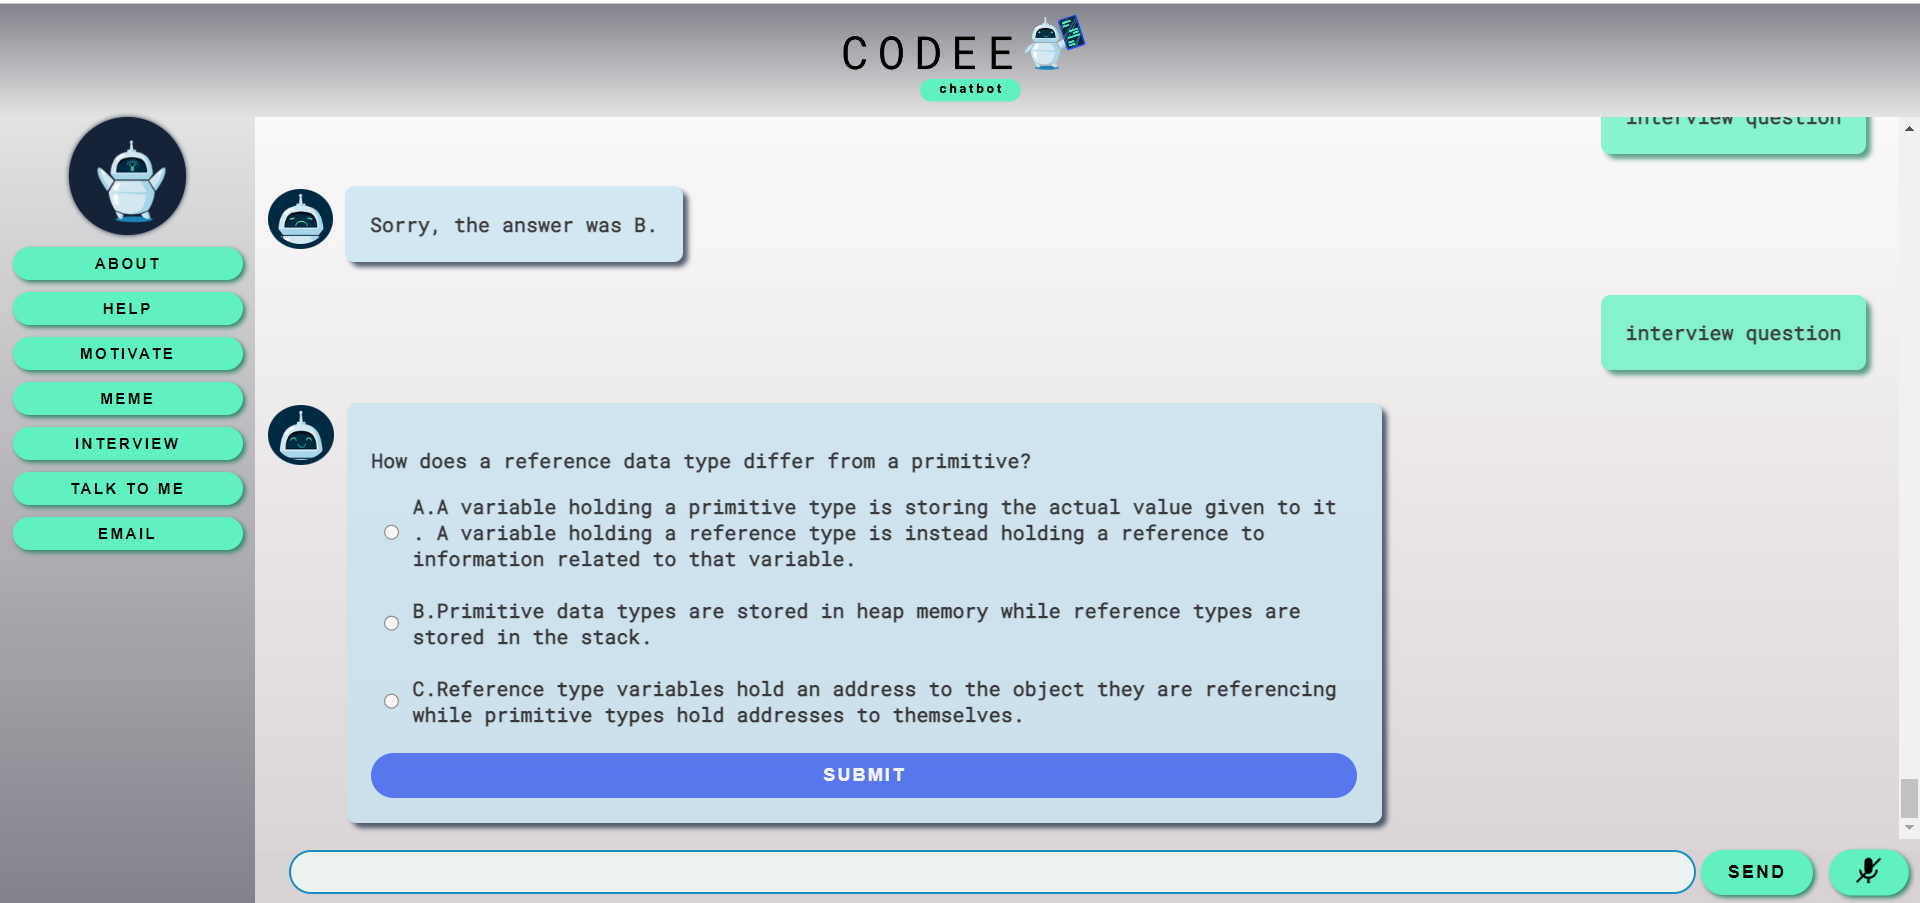 CODEE
chatbot
ABOUT
HELP
MOTIVATE
MEME
INTERVIEW
TALK TO ME
EMAIL
interview question
Sorry, the answer was B.
interview question
How does a reference data type differ from a primitive?
A.A variable holding a primitive type is storing the actual value given to it
. A variable holding a reference type is instead holding a reference to
information related to that variable.
B.Primitive data types are stored in heap memory while reference types are
stored in the stack.
C.Reference type variables hold an address to the object they are referencing
while primitive types hold addresses to themselves.
SUBMIT
SEND